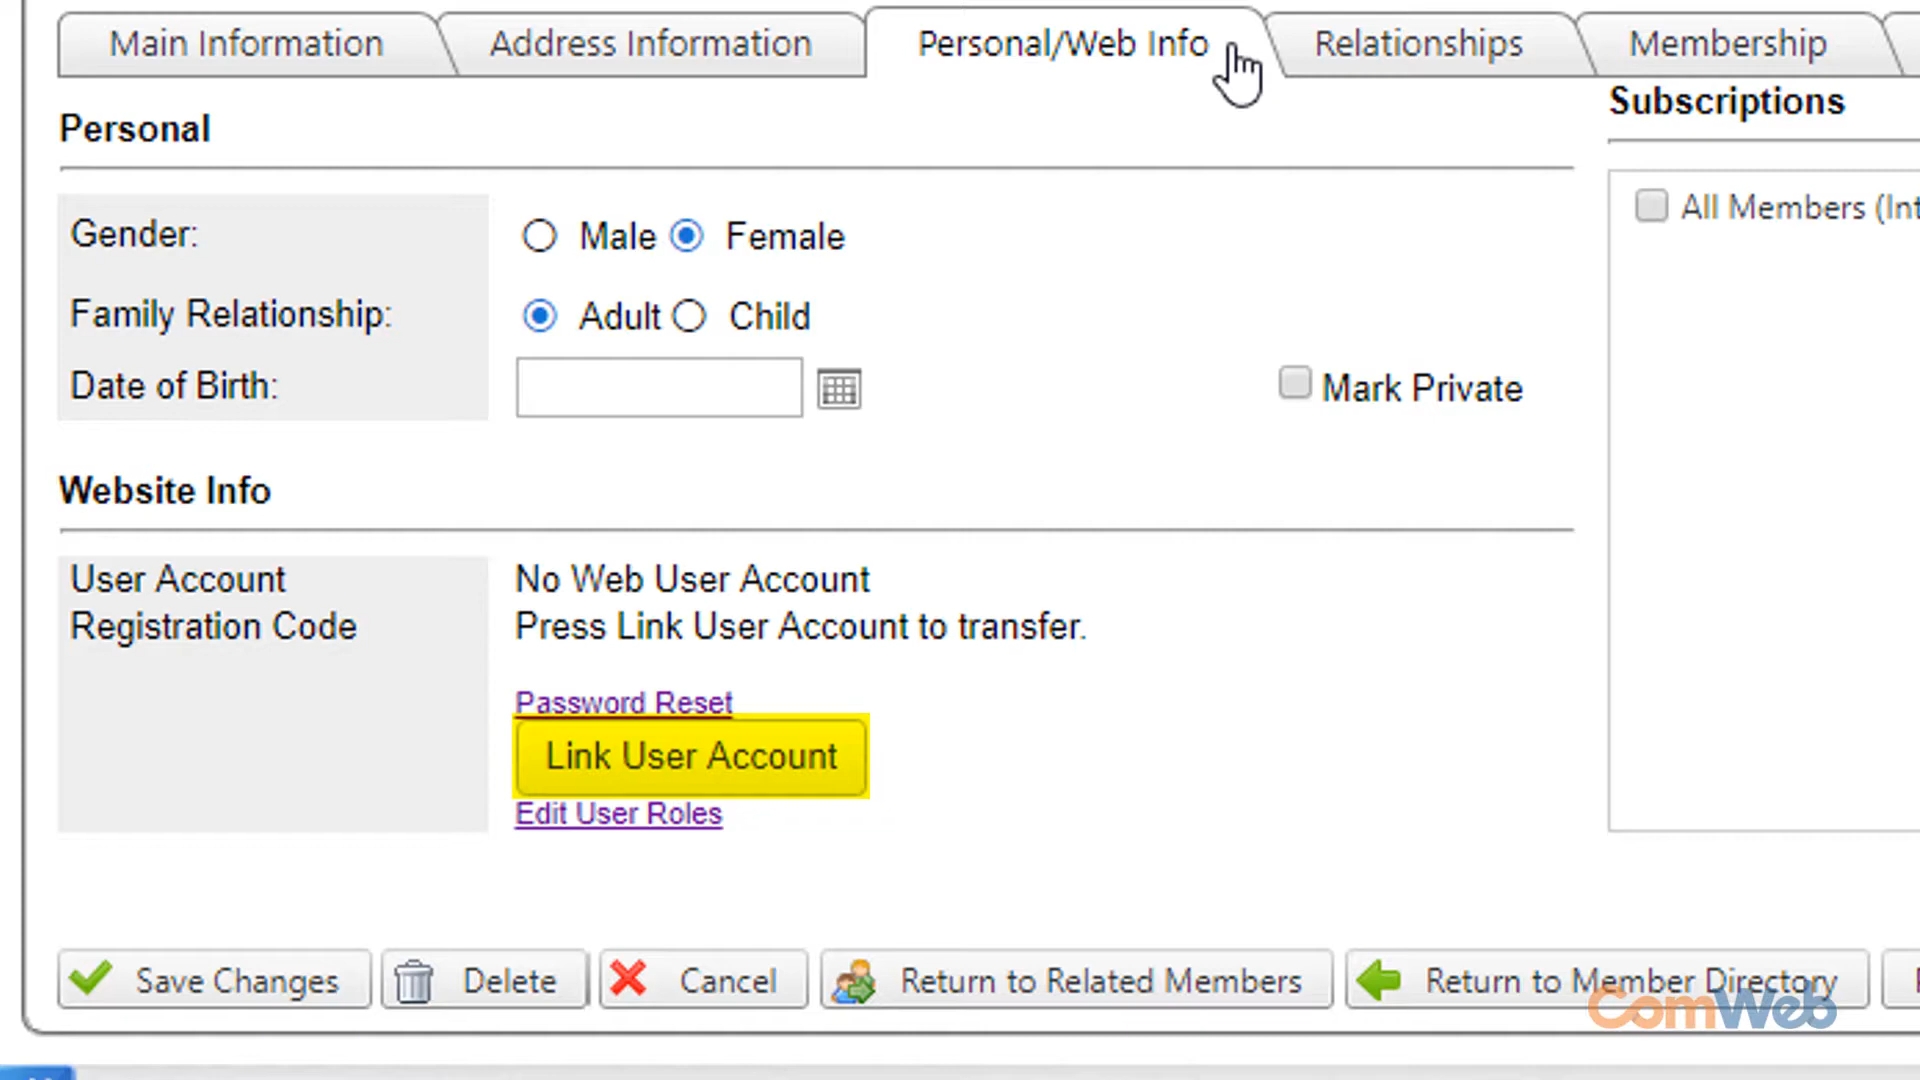 Main Information Address Information Personal/Web Info Relationships Membership
Personal
Subscriptions
Gender: Male Female
All Members (Int
Family Relationship: Adult Child
Date of Birth: Mark Private
Website Info
User Account No Web User Account
Registration Code Press Link User Account to transfer.
Password Reset
Link User Account
Edit User Roles
Save Changes Delete Cancel Return to Related Members Return to Member Directory
ComWeb